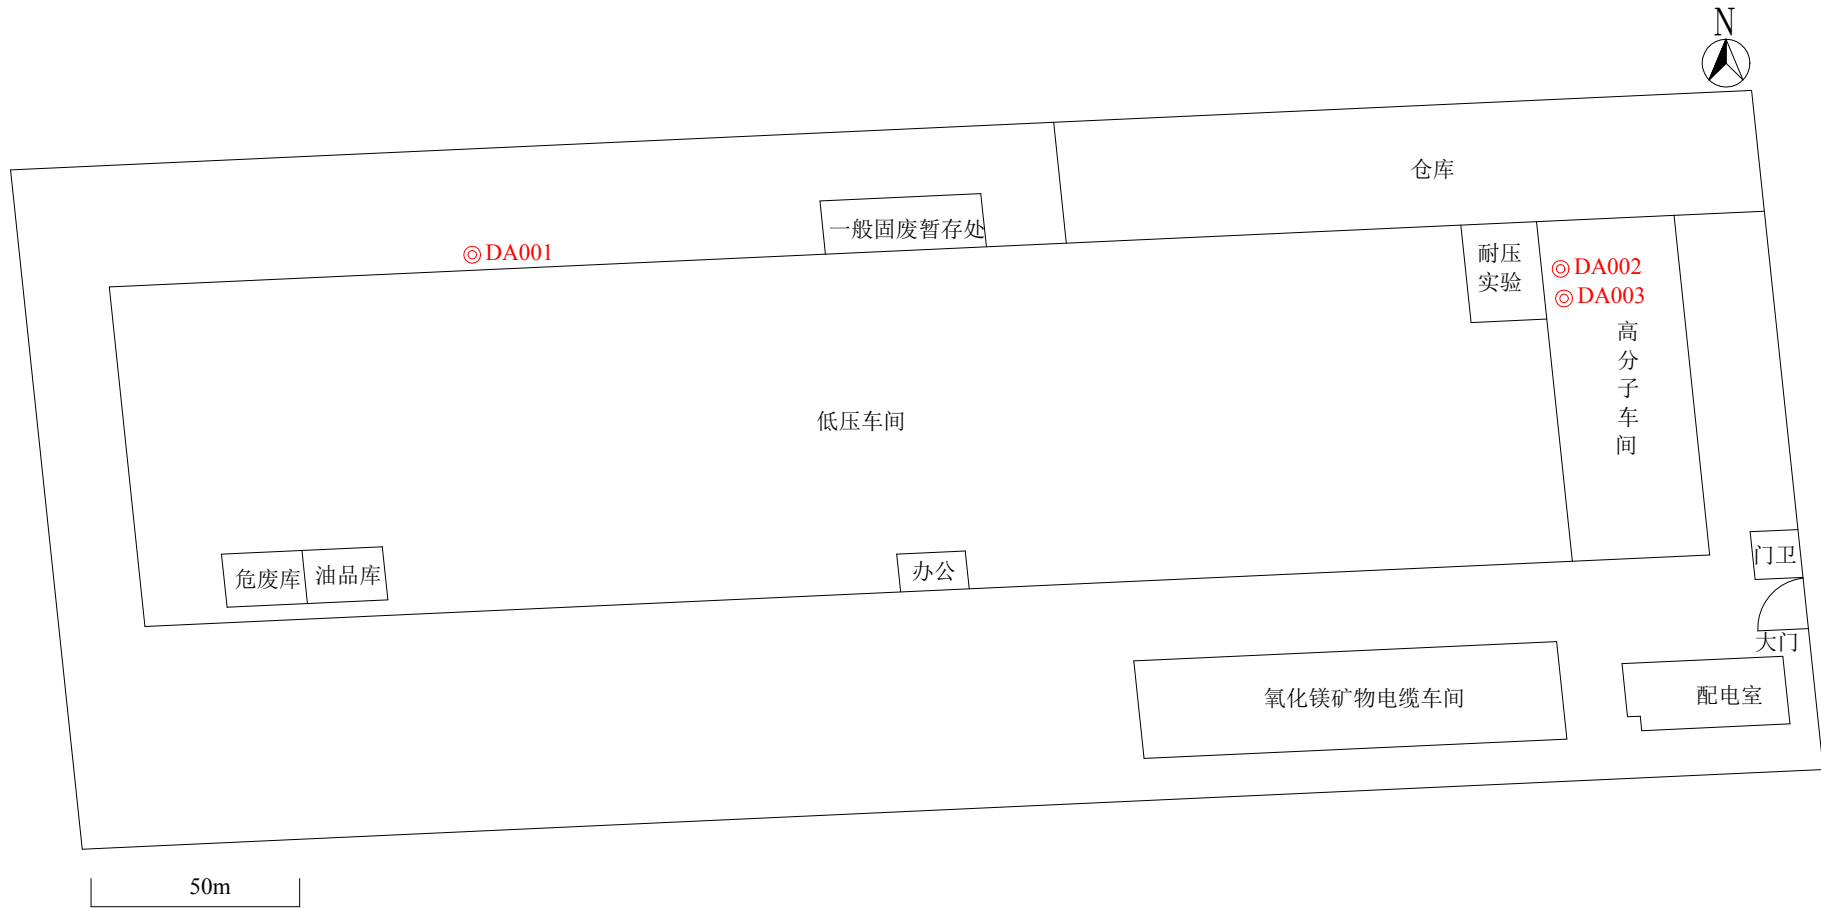 N
仓库
一般固废暂存处
DA001
耐压
实验
DA002
DA003
高
分
子
车
间
低压车间
危废库
油品库
办公
门卫
大门
氧化镁矿物电缆车间
配电室
50m